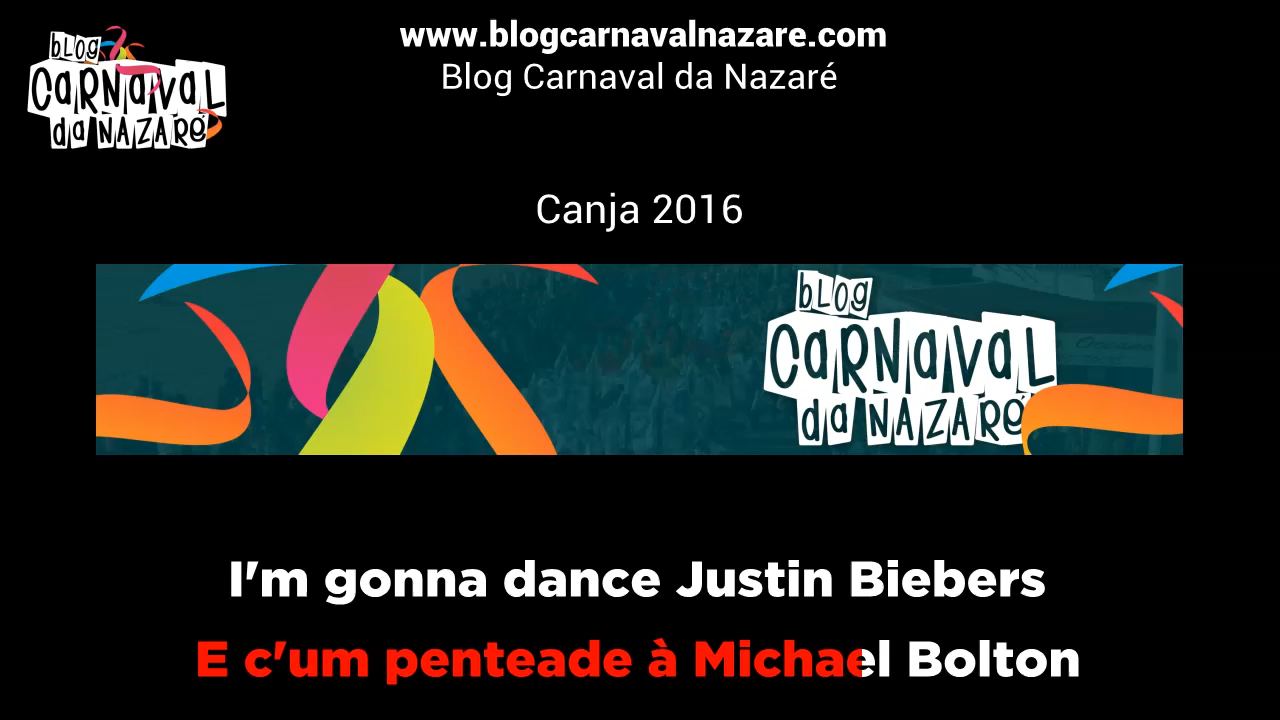 blog
CARNAVAL
da NAZARé
www.blogcarnavalnazare.com
Blog Carnaval da Nazaré
Canja 2016
blog
CARNAVAL
da NAZARé
I'm gonna dance Justin Biebers
E c'um penteade à Michael Bolton